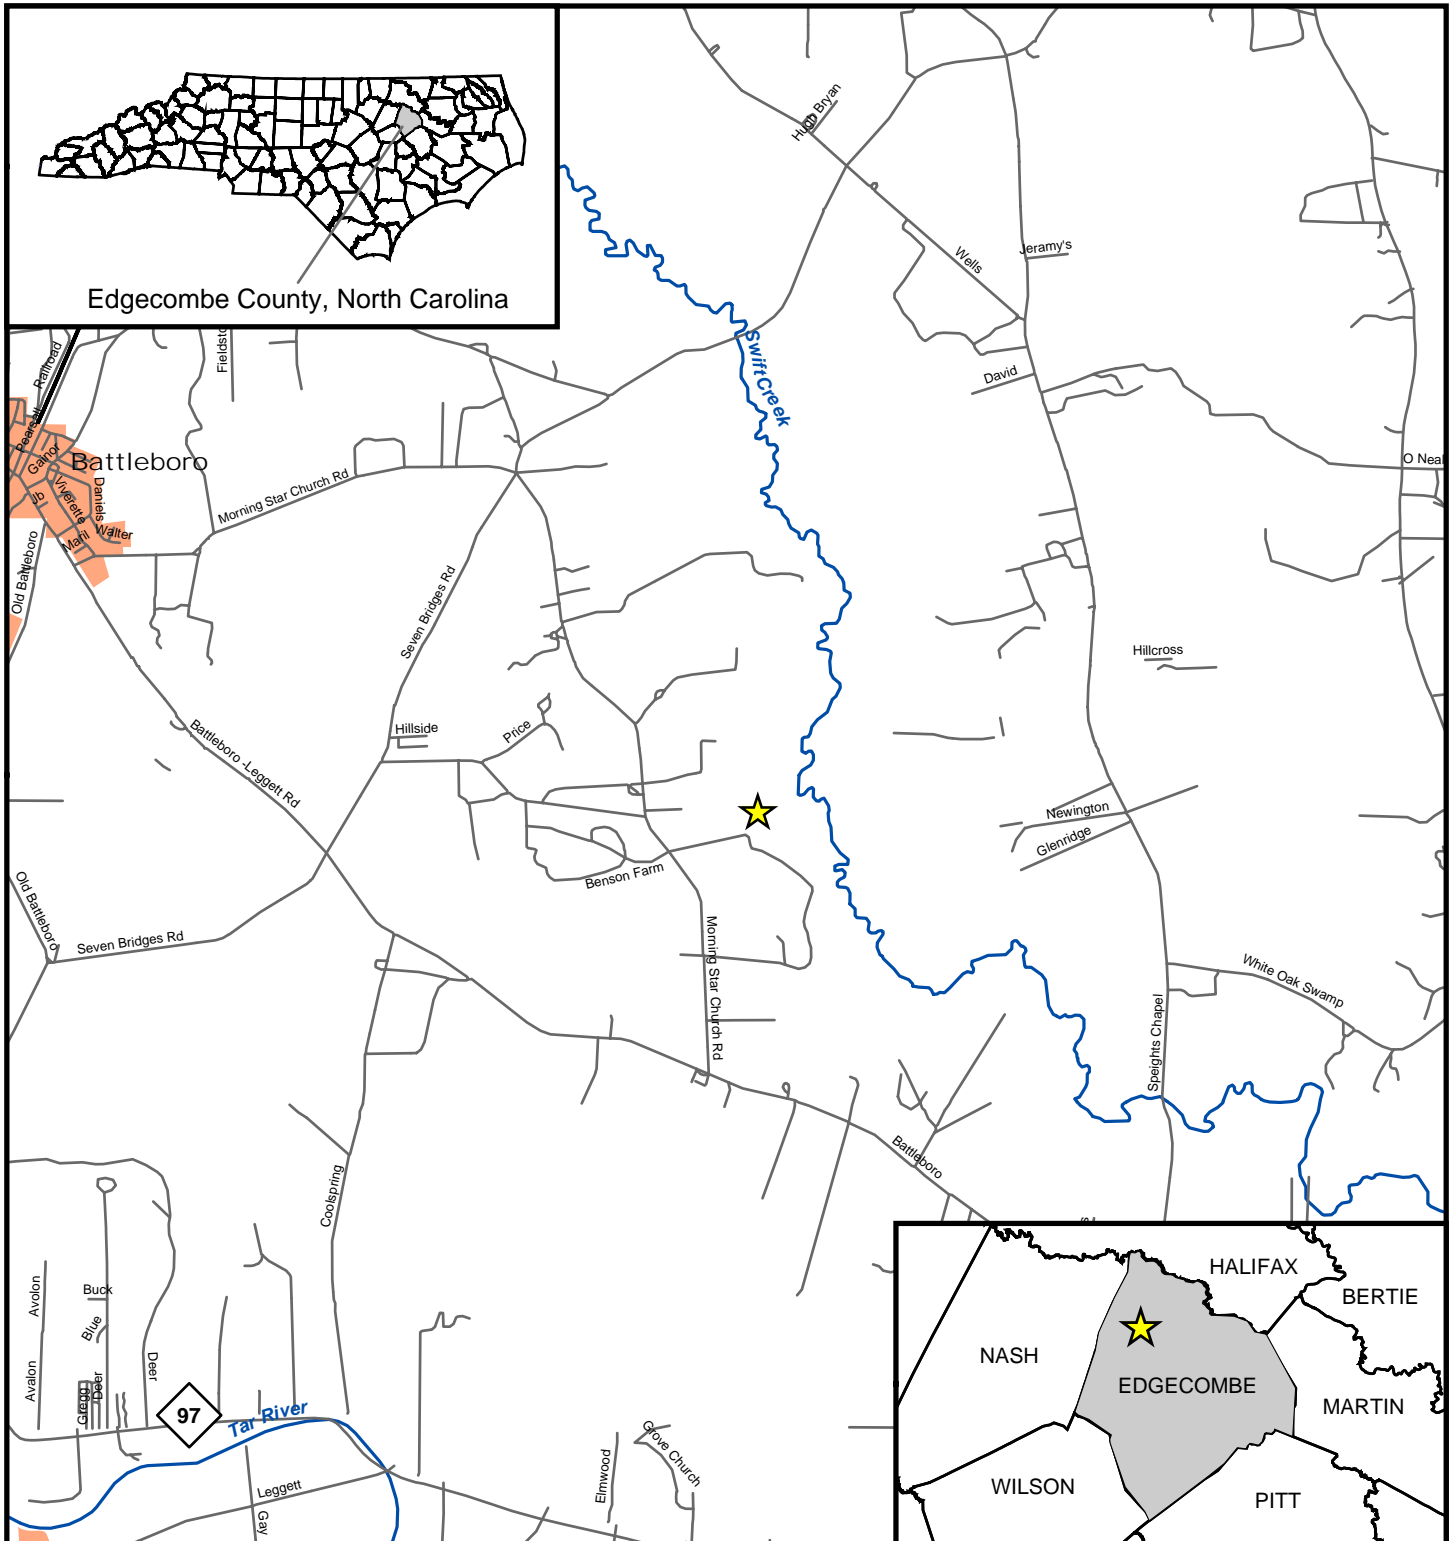 Edgecombe County, North Carolina
Hugh Bryan
Wells
Jeramy's
David
Swift Creek
Railroad
Pearsall
Gainor
Battleboro
Jb
Viverette
Daniels
Walter
Maril
Old Battleboro
Morning Star Church Rd
O Neal
Seven Bridges Rd
Hillcross
Hillside
Price
Battleboro -Leggett Rd
Newington
Glenridge
Benson Farm
Old Battleboro
Seven Bridges Rd
Morning Star Church Rd
White Oak Swamp
Speights Chapel
Battleboro
Coolspring
Avolon
Buck
Blue
Avalon
Gregg
Deer
Deer
97
Tar River
Leggett
Gay
Elmwood
Grove Church
HALIFAX
BERTIE
NASH
EDGECOMBE
MARTIN
WILSON
PITT